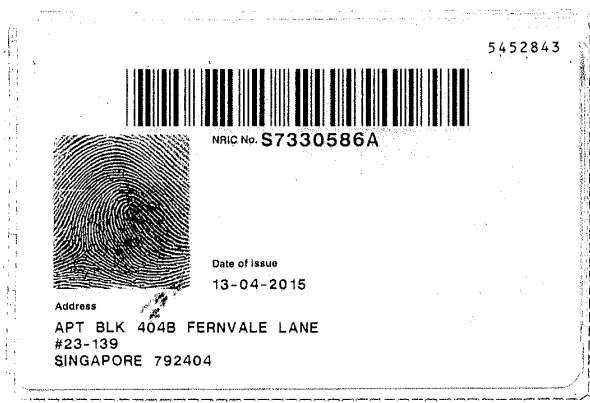 5452843
NRIC No. S7330586A
Date of issue
13-04-2015
Address
APT BLK 404B FERNVALE LANE
#23-139
SINGAPORE 792404